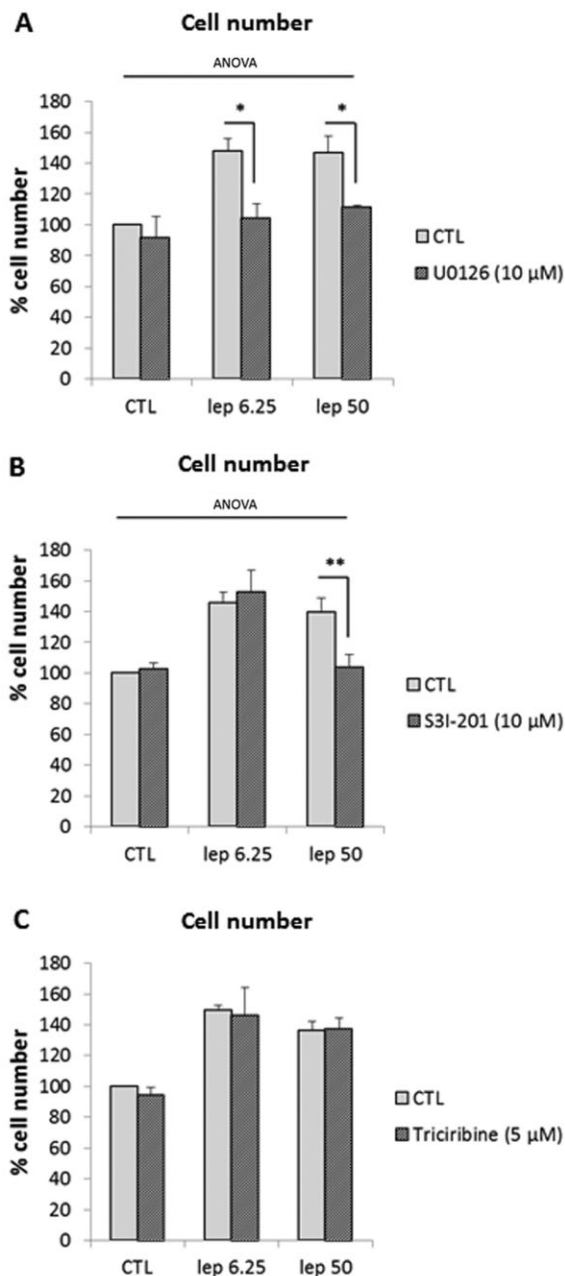 A
Cell number
ANOVA
180
160
140
120
100
80
60
40
20
0
% cell number
*
*
CTL
lep 6.25
lep 50
CTL
U0126 (10 µM)
B
Cell number
ANOVA
180
160
140
120
100
80
60
40
20
0
% cell number
**
CTL
lep 6.25
lep 50
CTL
S3I-201 (10 µM)
C
Cell number
180
160
140
120
100
80
60
40
20
0
% cell number
CTL
lep 6.25
lep 50
CTL
Triciribine (5 µM)